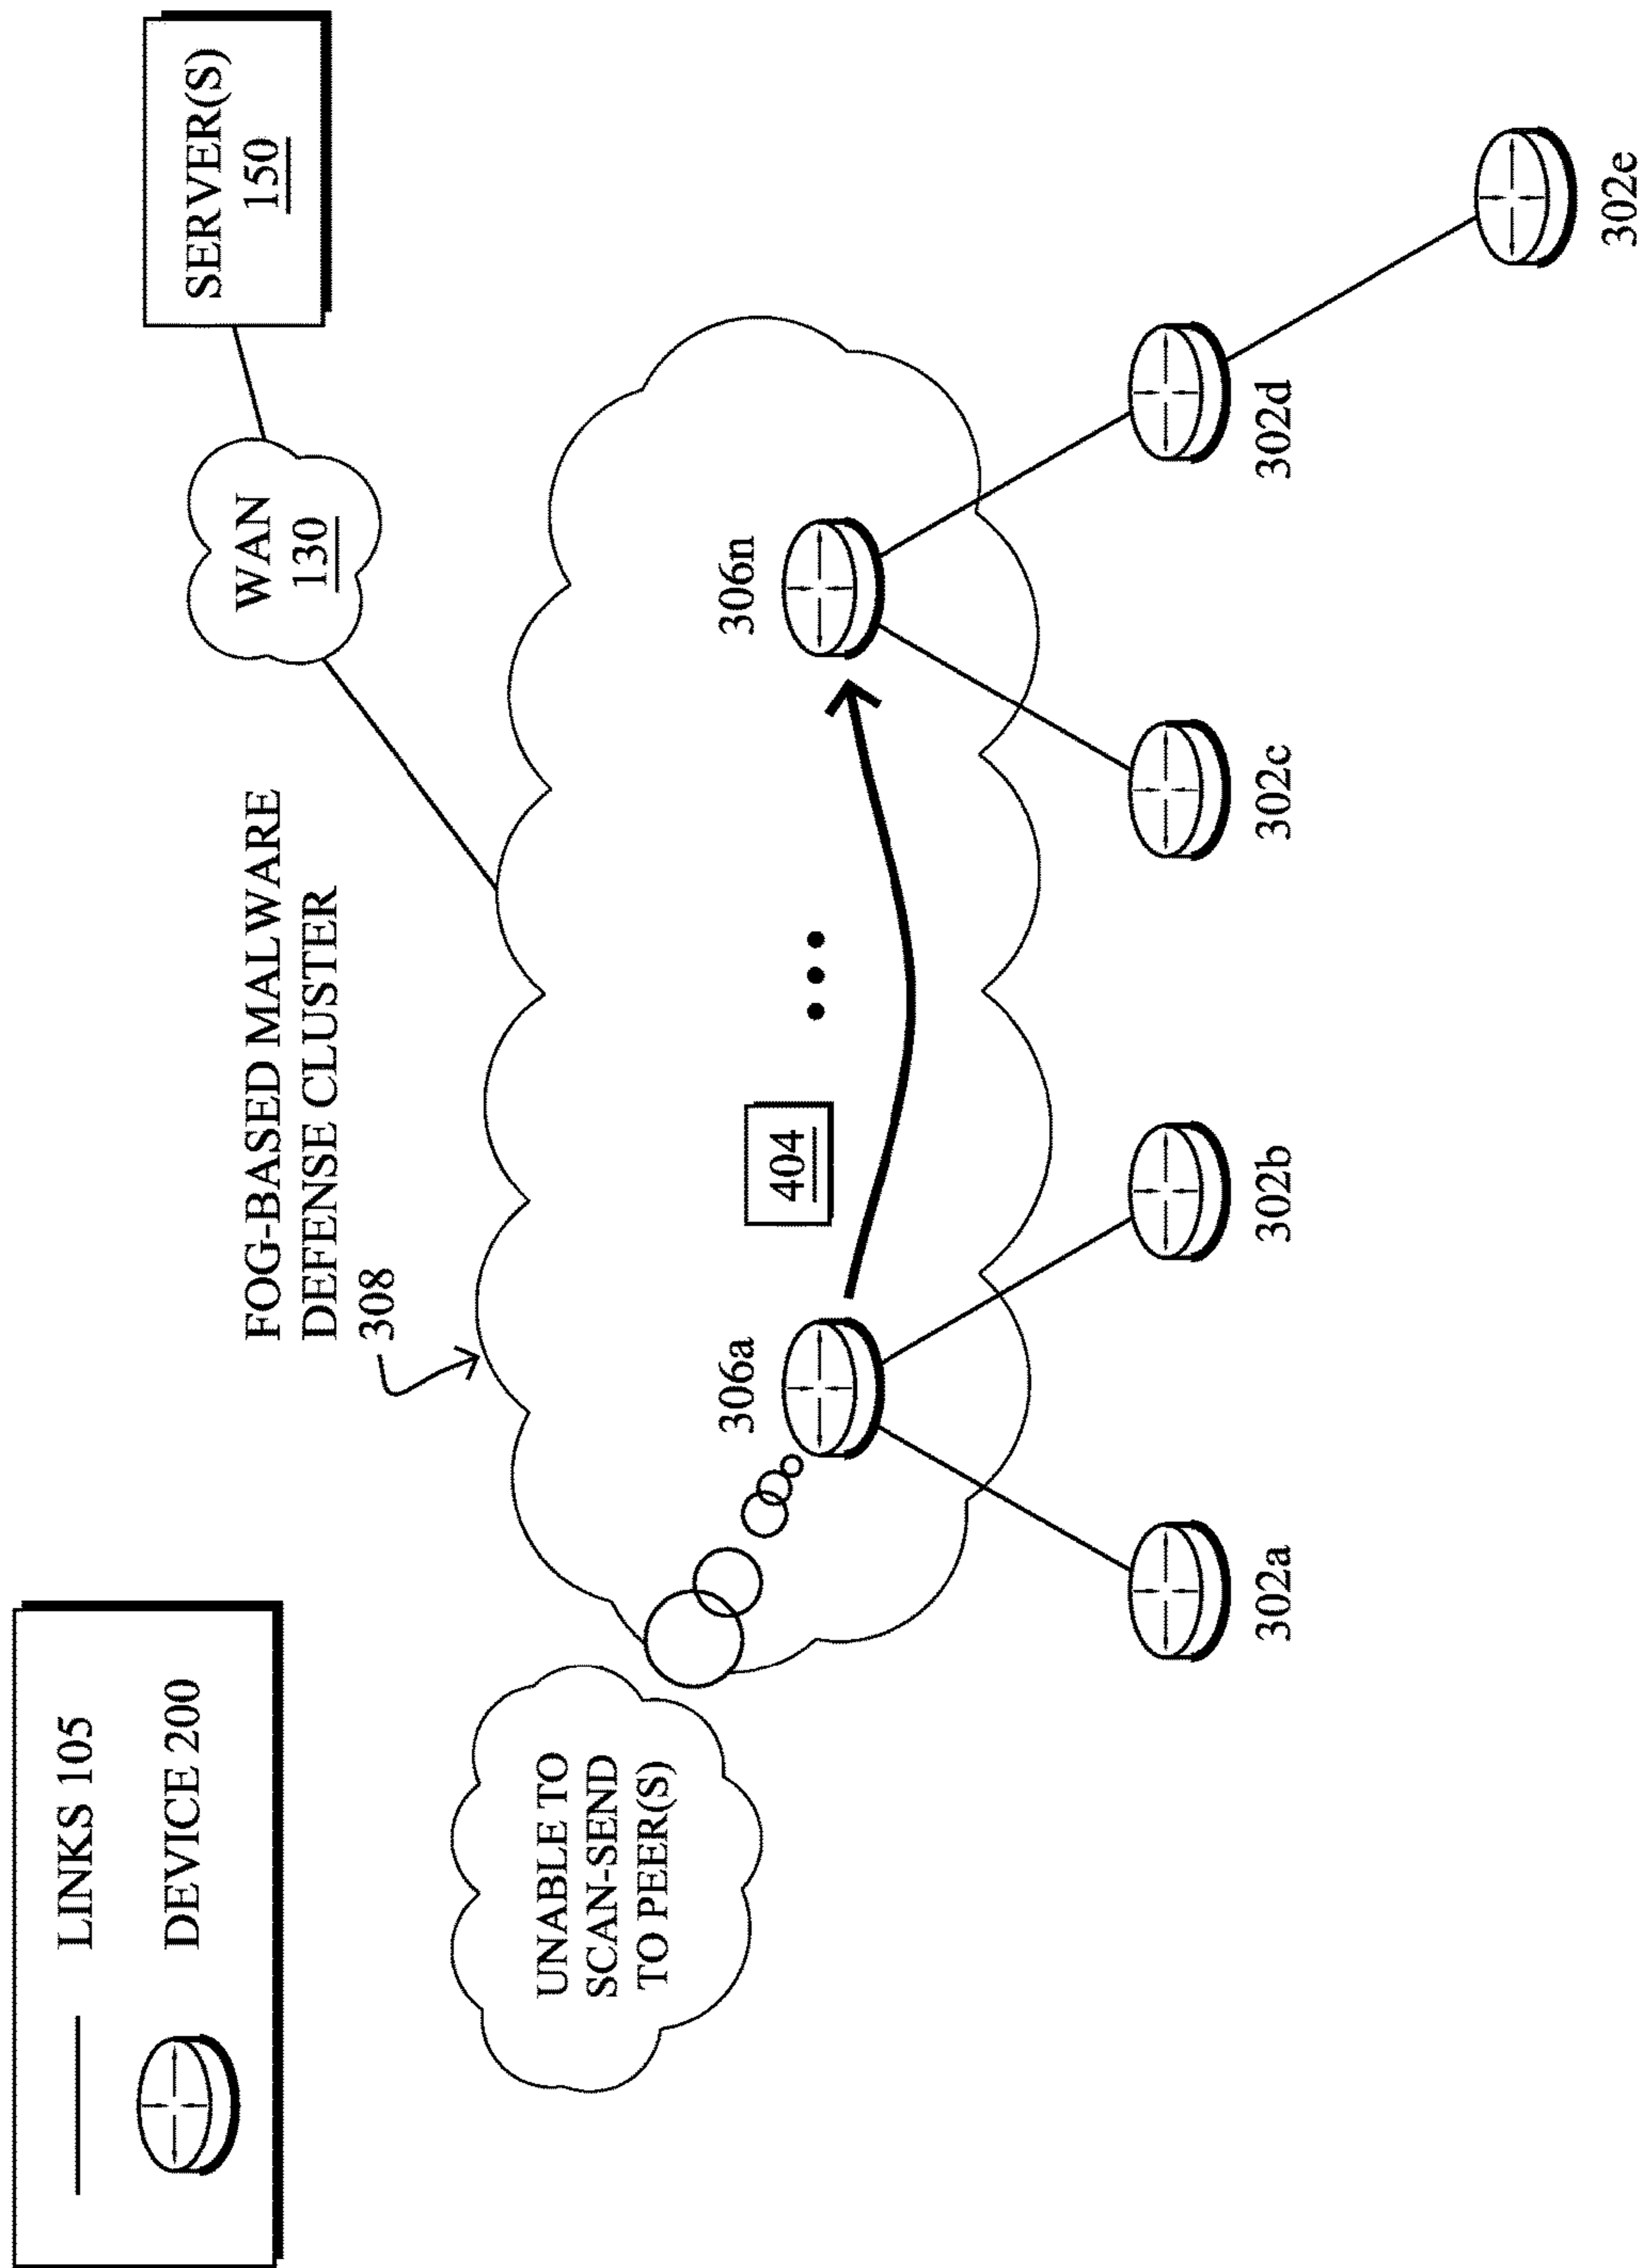 LINKS 105
DEVICE 200
SERVER(S)
150
WAN
130
FOG-BASED MALWARE
DEFENSE CLUSTER
308
UNABLE TO
SCAN-SEND
TO PEER(S)
306a
404
306n
302a
302b
302c
302d
302e